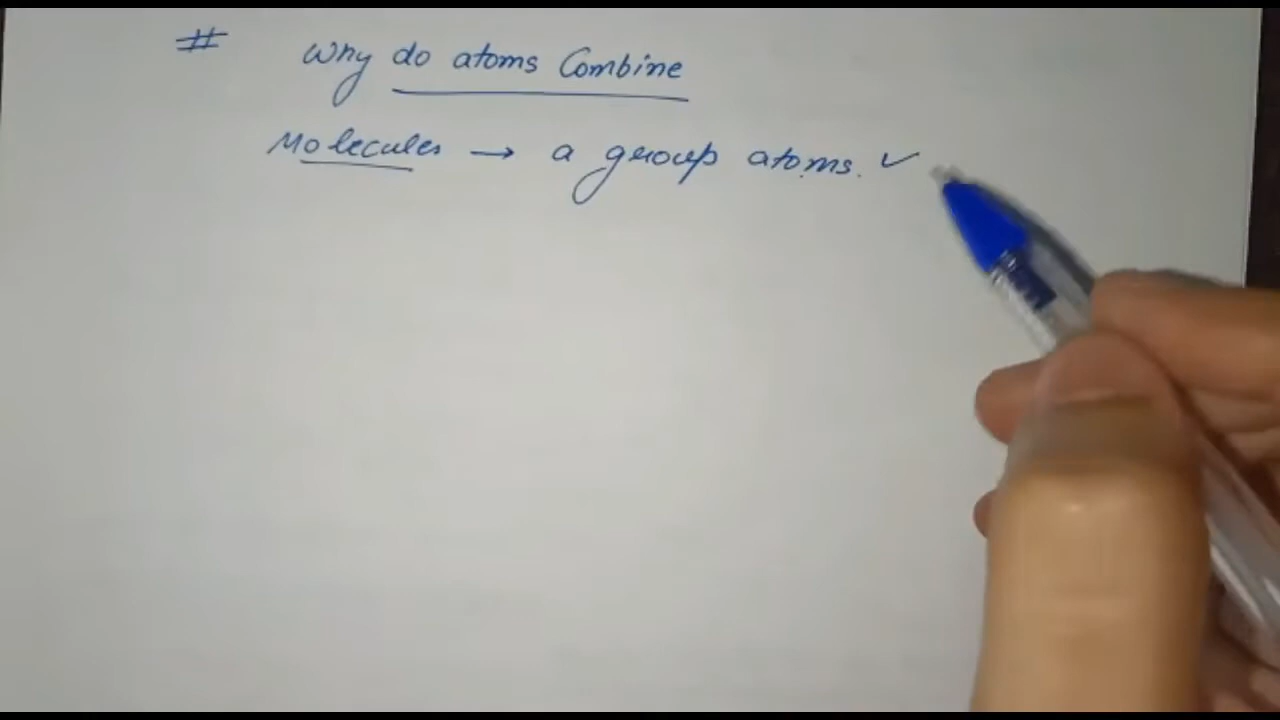 # Why do atoms Combine
Molecules → a group atoms. ✓